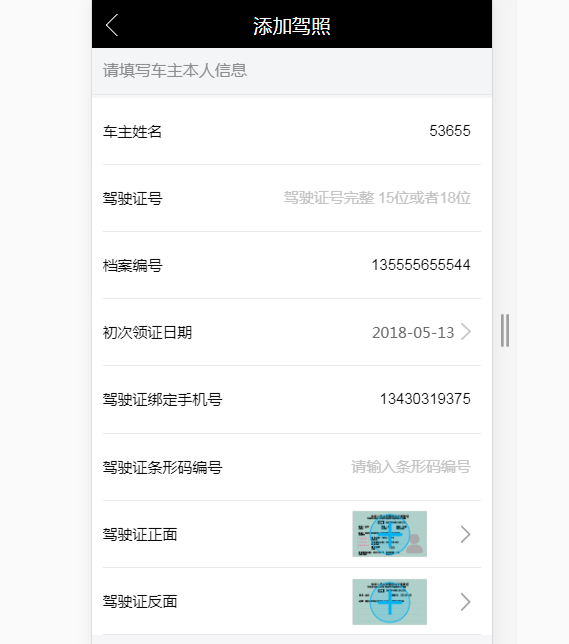 添加驾照
请填写车主本人信息
车主姓名 53655
驾驶证号 驾驶证号完整 15位或者18位
档案编号 135555655544
初次领证日期 2018-05-13
驾驶证绑定手机号 13430319375
驾驶证条形码编号 请输入条形码编号
驾驶证正面
驾驶证反面